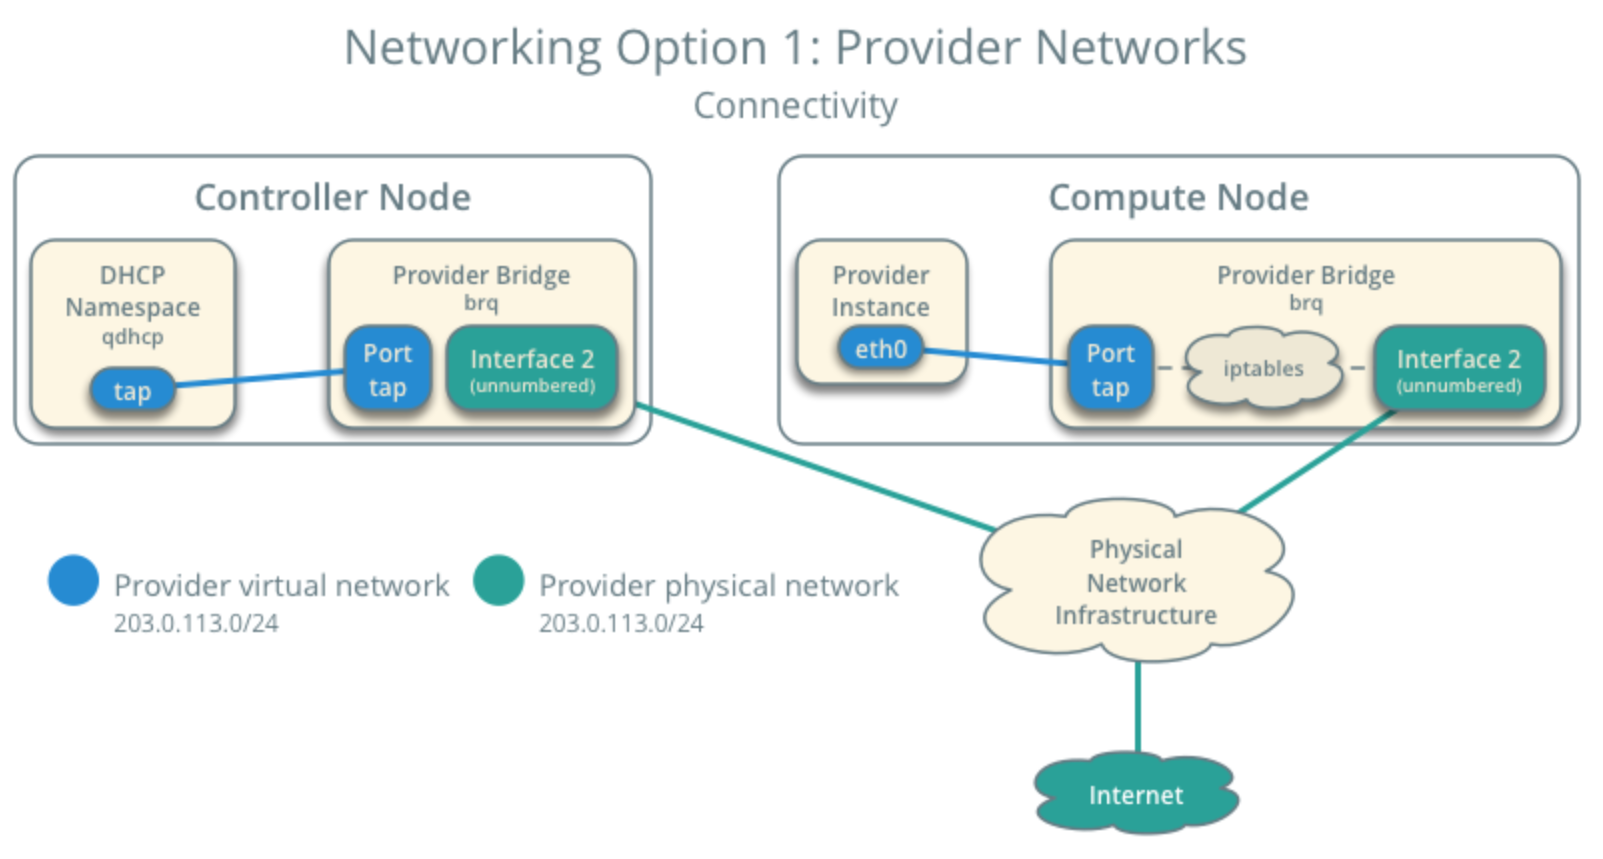 Networking Option 1: Provider Networks
Connectivity
Controller Node
DHCP
Namespace
qdhcp
tap
Provider Bridge
brq
Port
tap
Interface 2
(unnumbered)
Compute Node
Provider
Instance
eth0
Provider Bridge
brq
Port
tap
iptables
Interface 2
(unnumbered)
Physical
Network
Infrastructure
Provider virtual network
203.0.113.0/24
Provider physical network
203.0.113.0/24
Internet